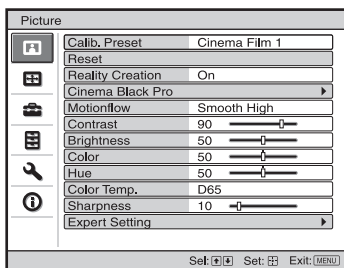 Picture
Calib. Preset Cinema Film 1
Reset
Reality Creation On
Cinema Black Pro
Motionflow Smooth High
Contrast 90
Brightness 50
Color 50
Hue 50
Color Temp. D65
Sharpness 10
Expert Setting
Sel: Set: Exit: MENU